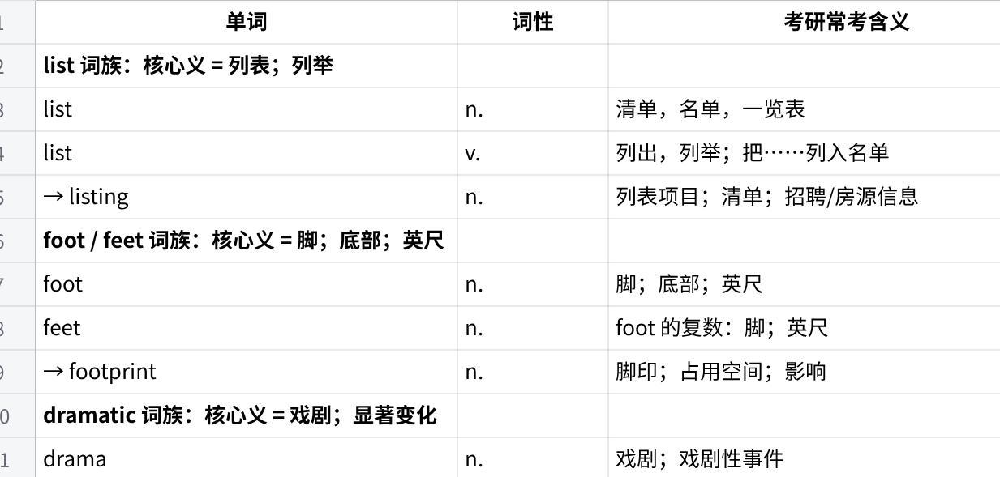 单词 词性 考研常考含义
2 list 词族：核心义 = 列表；列举
3 list n. 清单，名单，一览表
4 list v. 列出，列举；把……列入名单
5 → listing n. 列表项目；清单；招聘/房源信息
6 foot / feet 词族：核心义 = 脚；底部；英尺
7 foot n. 脚；底部；英尺
8 feet n. foot 的复数：脚；英尺
9 → footprint n. 脚印；占用空间；影响
0 dramatic 词族：核心义 = 戏剧；显著变化
1 drama n. 戏剧；戏剧性事件